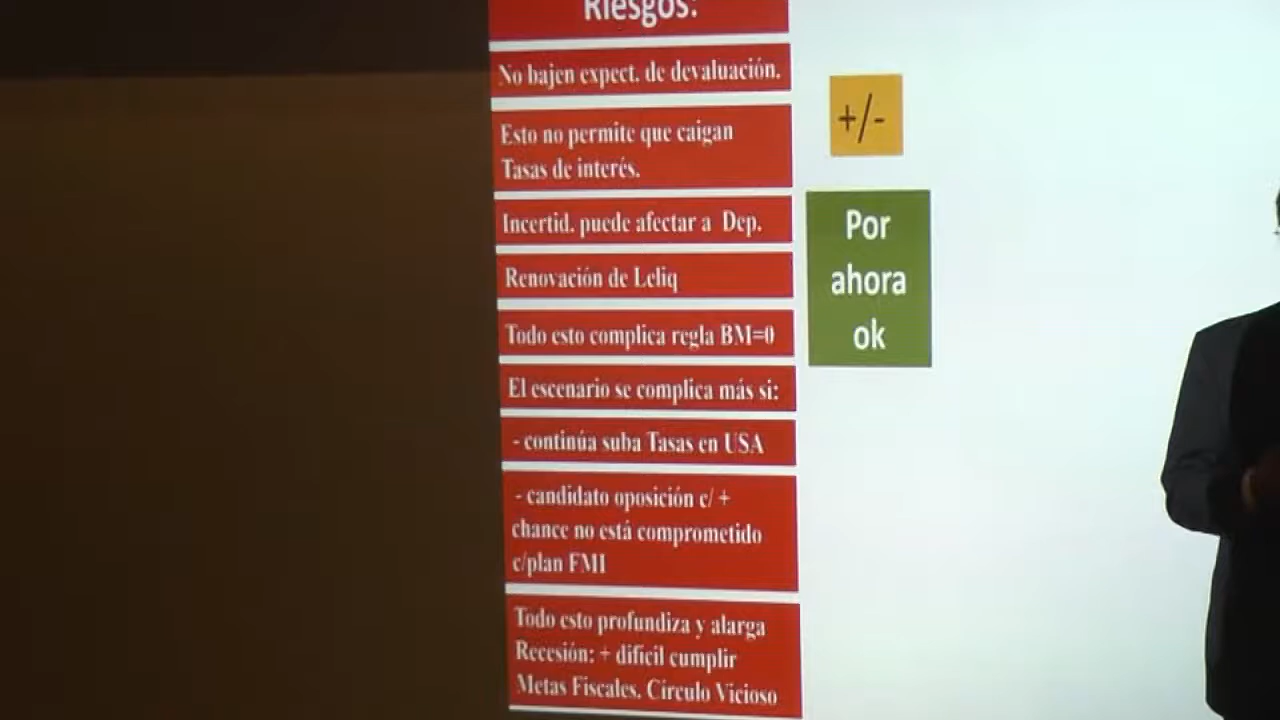 Riesgos:
No bajen expect. de devaluación.
+/-
Esto no permite que caigan
Tasas de interés.
Incertid. puede afectar a Dep.
Renovación de Leliq
Todo esto complica regla BM=0
Por
ahora
ok
El escenario se complica más si:
- continúa suba Tasas en USA
- candidato oposición c/ +
chance no está comprometido
c/plan FMI
Todo esto profundiza y alarga
Recesión: + dificil cumplir
Metas Fiscales. Círculo Vicioso